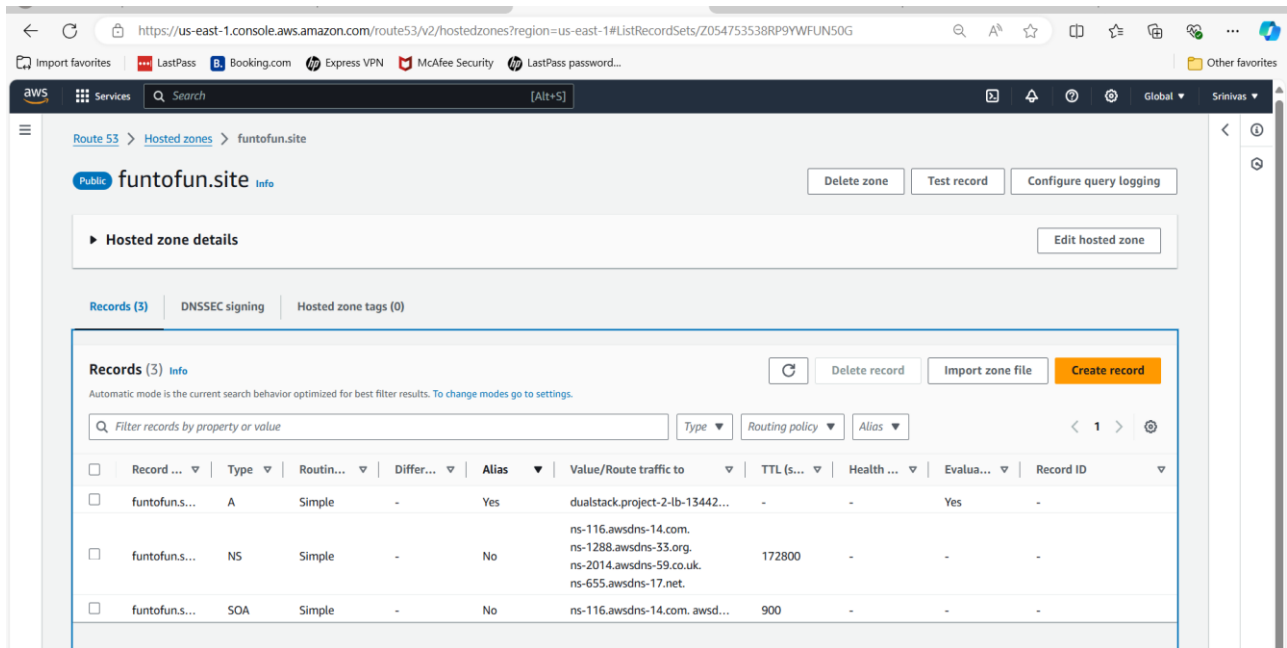 https://us-east-1.console.aws.amazon.com/route53/v2/hostedzones?region=us-east-1#ListRecordSets/Z054753538RP9YWFUN50G
Import favorites LastPass B. Booking.com Express VPN McAfee Security LastPass password... Other favorites
aws Services Search [Alt+S] Global ▼ Srinivas ▼
Route 53 > Hosted zones > funtofun.site
Public funtofun.site Info Delete zone Test record Configure query logging
▶ Hosted zone details Edit hosted zone
Records (3) DNSSEC signing Hosted zone tags (0)
Records (3) Info Delete record Import zone file Create record
Automatic mode is the current search behavior optimized for best filter results. To change modes go to settings.
Filter records by property or value Type ▼ Routing policy ▼ Alias ▼ < 1 >
Record ... Type Routin... Differ... Alias ▼ Value/Route traffic to TTL (s... Health ... Evalua... Record ID
funtofun.s... A Simple - Yes dualstack.project-2-lb-13442... - - Yes -
ns-116.awsdns-14.com.
ns-1288.awsdns-33.org.
funtofun.s... NS Simple - No ns-2014.awsdns-59.co.uk. 172800 - - -
ns-655.awsdns-17.net.
funtofun.s... SOA Simple - No ns-116.awsdns-14.com. awsd... 900 - - -